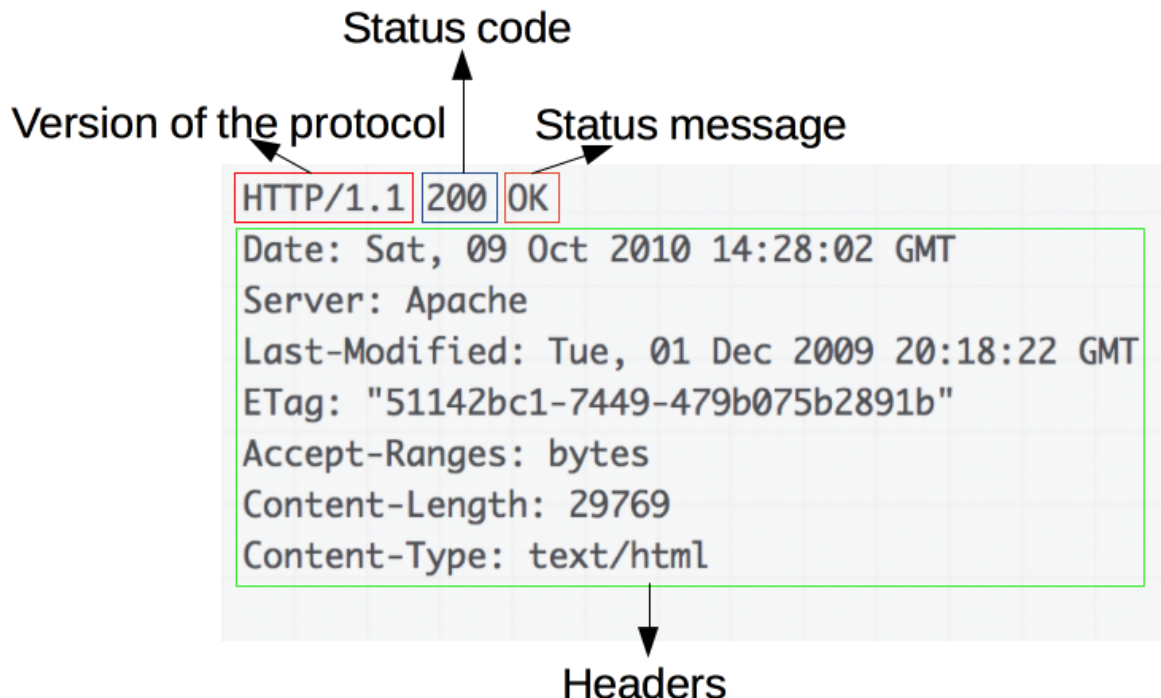 Status code
Version of the protocol
Status message
HTTP/1.1 200 OK
Date: Sat, 09 Oct 2010 14:28:02 GMT
Server: Apache
Last-Modified: Tue, 01 Dec 2009 20:18:22 GMT
ETag: "51142bc1-7449-479b075b2891b"
Accept-Ranges: bytes
Content-Length: 29769
Content-Type: text/html
Headers